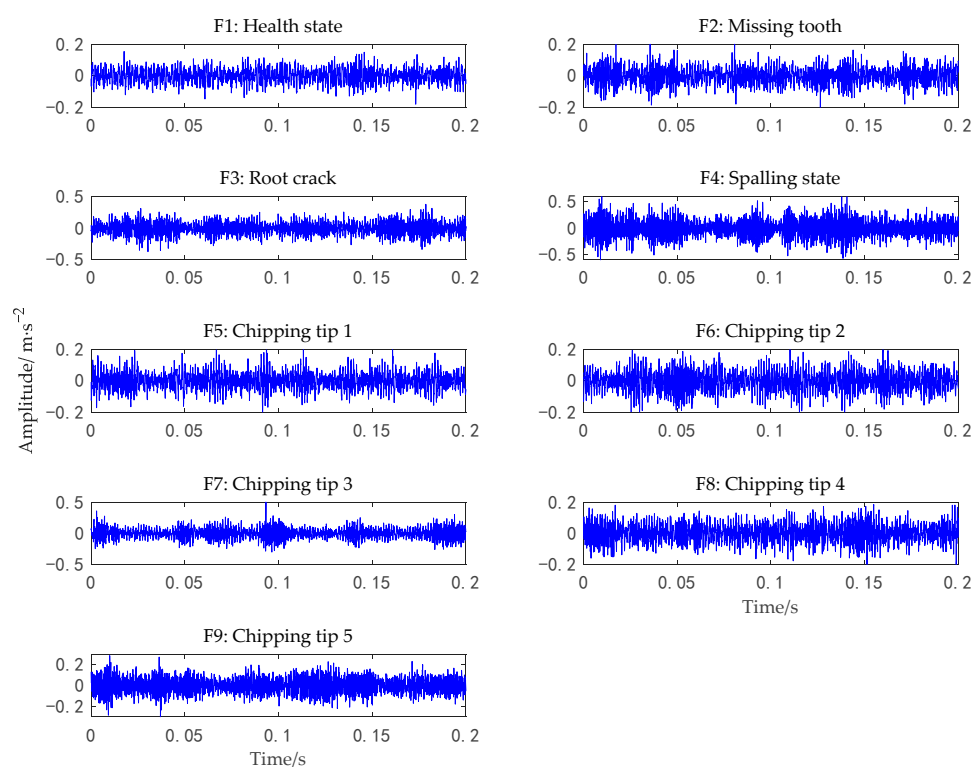 F1: Health state
0.2
0
−0.2
0 0.05 0.1 0.15 0.2
F2: Missing tooth
0.2
0
−0.2
0 0.05 0.1 0.15 0.2
F3: Root crack
0.5
0
−0.5
0 0.05 0.1 0.15 0.2
F4: Spalling state
0.5
0
−0.5
0 0.05 0.1 0.15 0.2
Amplitude/ m·s⁻²
F5: Chipping tip 1
0.2
0
−0.2
0 0.05 0.1 0.15 0.2
F6: Chipping tip 2
0.2
0
−0.2
0 0.05 0.1 0.15 0.2
F7: Chipping tip 3
0.5
0
−0.5
0 0.05 0.1 0.15 0.2
F8: Chipping tip 4
0.2
0
−0.2
0 0.05 0.1 0.15 0.2
Time/s
F9: Chipping tip 5
0.2
0
−0.2
0 0.05 0.1 0.15 0.2
Time/s